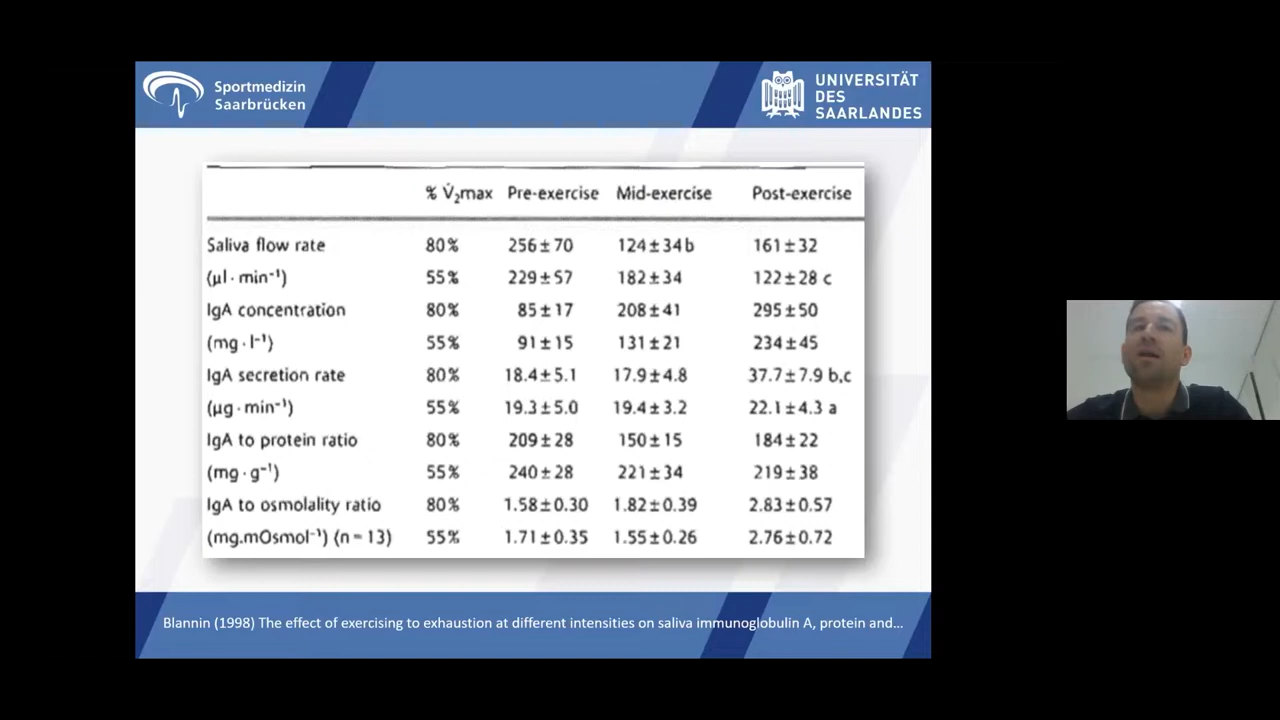 Sportmedizin
Saarbrücken
UNIVERSITÄT
DES
SAARLANDES
% V̇₂max Pre-exercise Mid-exercise Post-exercise
Saliva flow rate 80% 256±70 124±34 b 161±32
(µl·min⁻¹) 55% 229±57 182±34 122±28 c
IgA concentration 80% 85±17 208±41 295±50
(mg·l⁻¹) 55% 91±15 131±21 234±45
IgA secretion rate 80% 18.4±5.1 17.9±4.8 37.7±7.9 b,c
(µg·min⁻¹) 55% 19.3±5.0 19.4±3.2 22.1±4.3 a
IgA to protein ratio 80% 209±28 150±15 184±22
(mg·g⁻¹) 55% 240±28 221±34 219±38
IgA to osmolality ratio 80% 1.58±0.30 1.82±0.39 2.83±0.57
(mg.mOsmol⁻¹) (n=13) 55% 1.71±0.35 1.55±0.26 2.76±0.72
Blannin (1998) The effect of exercising to exhaustion at different intensities on saliva immunoglobulin A, protein and…